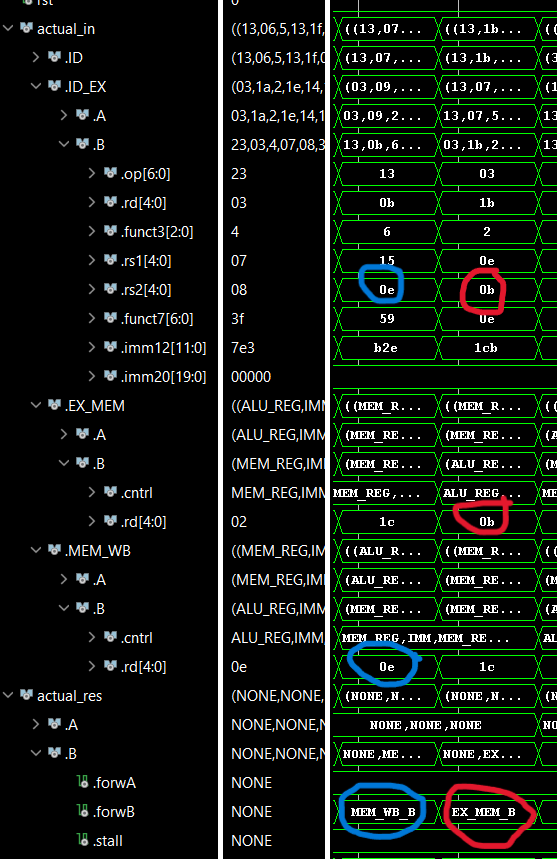 rst 0
actual_in ((13,06,5,13,1f, ((13,07... ((13,1b...
.ID (13,06,5,13,1f,0 (13,07,... (13,1b,...
.ID_EX (03,1a,2,1e,14, (03,09,... (13,07,...
.A 03,1a,2,1e,14,1 03,09,2... 13,07,5... 13
.B 23,03,4,07,08,3 13,0b,6... 03,1b,2... 13
.op[6:0] 23 13 03
.rd[4:0] 03 0b 1b
.funct3[2:0] 4 6 2
.rs1[4:0] 07 15 0e
.rs2[4:0] 08 0e 0b
.funct7[6:0] 3f 59 0e
.imm12[11:0] 7e3 b2e 1cb
.imm20[19:0] 00000
.EX_MEM ((ALU_REG,IMM ((MEM_R... ((MEM_R...
.A (ALU_REG,IMM, (MEM_RE... (MEM_RE... (A
.B (MEM_REG,IMM, (MEM_RE... (ALU_RE... (M
.cntrl MEM_REG,IMM, MEM_REG,... ALU_REG,... ME
.rd[4:0] 02 1c 0b
.MEM_WB ((MEM_REG,IM ((ALU_R... ((MEM_R... ((
.A (MEM_REG,IMM, (ALU_RE... (MEM_RE... (M
.B (ALU_REG,IMM, (MEM_RE... (MEM_RE... (A
.cntrl ALU_REG,IMM, MEM_REG,IMM,MEM_RE... AL
.rd[4:0] 0e 0e 1c
actual_res (NONE,NONE, (NONE,N... (NONE,N... (N
.A NONE,NONE,N NONE,NONE,NONE NO
.B NONE,NONE,N NONE,ME... NONE,EX... NO
.forwA NONE
.forwB NONE MEM_WB_B EX_MEM_B
.stall NONE